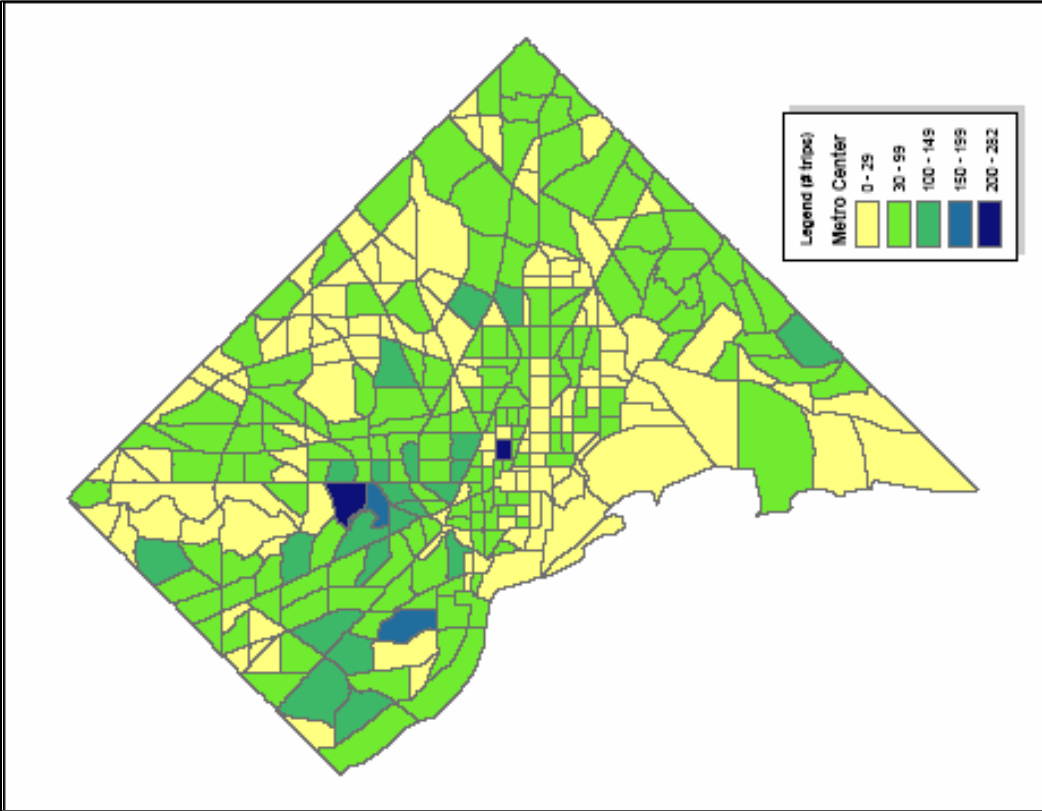 Legend (# trips)
Metro Center
0 - 29
30 - 99
100 - 149
150 - 199
200 - 282